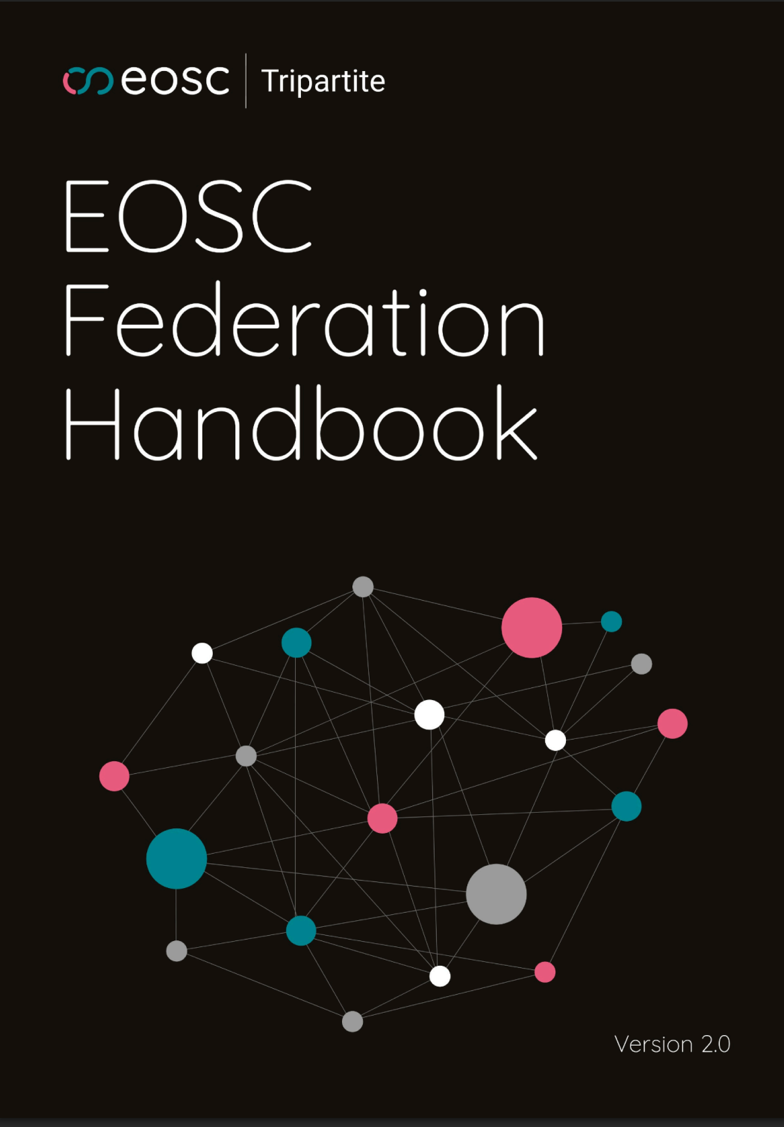 eosc Tripartite
EOSC
Federation
Handbook
Version 2.0